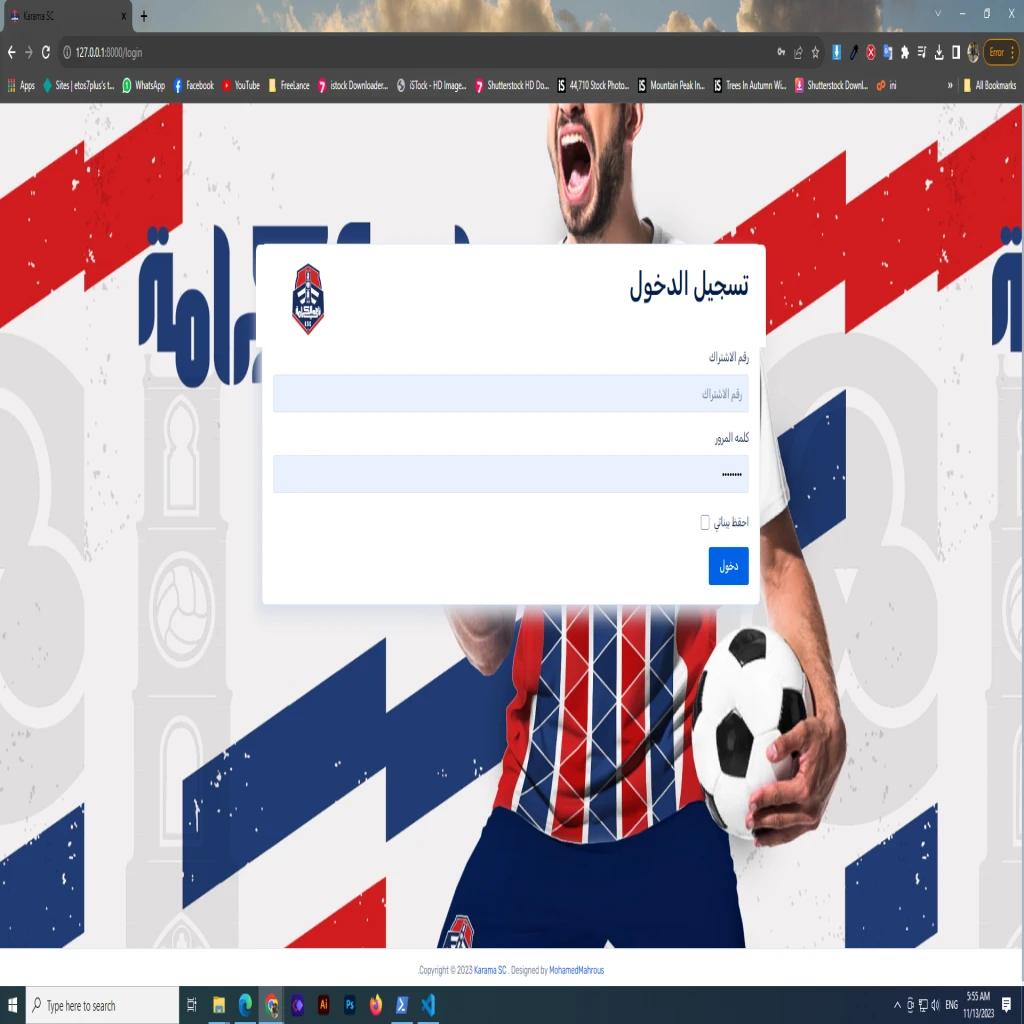 Karama SC
127.0.0.1:8000/login
Error
Apps
Sites | etos7plus's t...
WhatsApp
Facebook
YouTube
FreeLance
istock Downloader...
iStock - HD Image...
Shutterstock HD Do...
44,710 Stock Photo...
Mountain Peak In...
Trees In Autumn Wi...
Shutterstock Downl...
ini
»
All Bookmarks
تسجيل الدخول
رقم الاشتراك
رقم الاشتراك
كلمه المرور
••••••••
احفظ بيناتي
دخول
.Copyright © 2023 Karama SC . Designed by MohamedMahrous
Type here to search
ENG
5:55 AM
11/13/2023